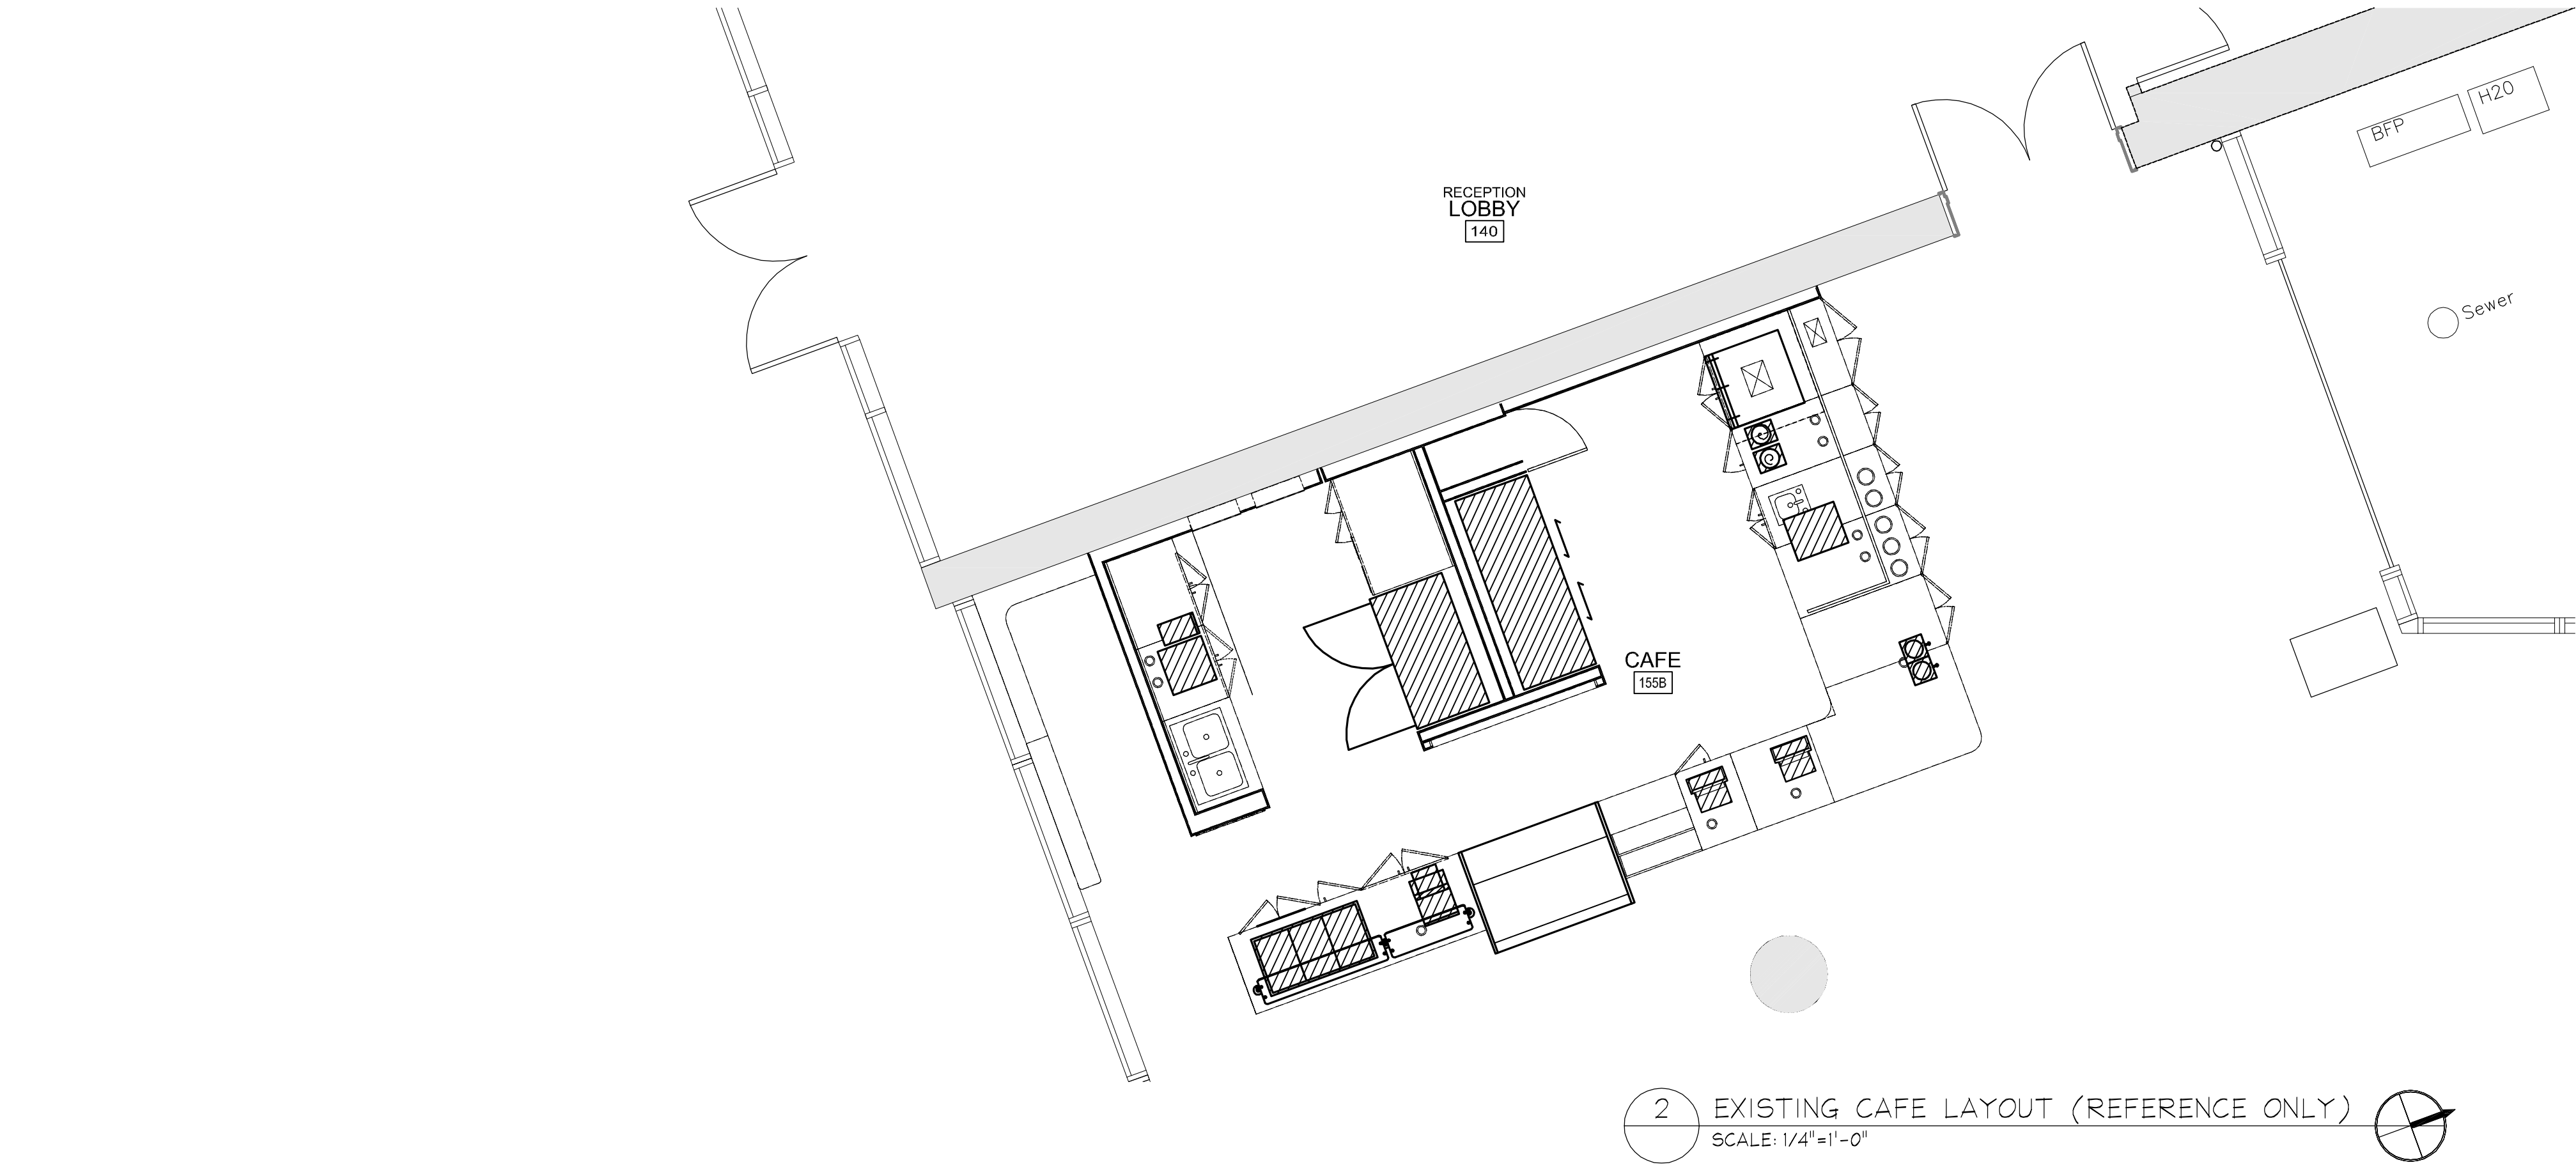 H20
BFP
RECEPTION
LOBBY
140
Sewer
CAFE
155B
2
EXISTING CAFE LAYOUT (REFERENCE ONLY)
SCALE: 1/4"=1'-0"